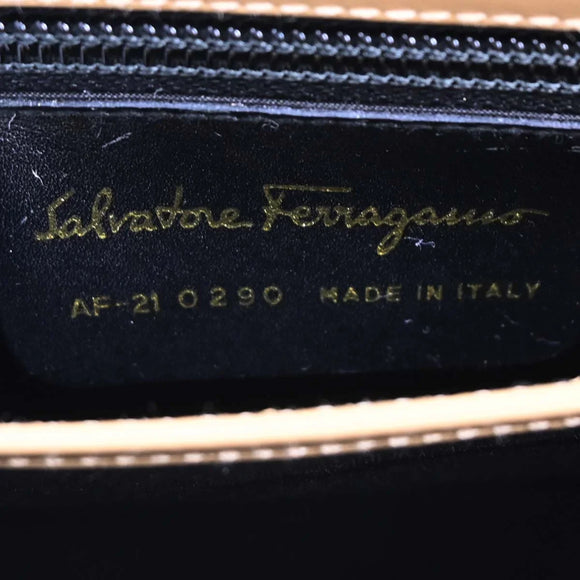 Salvatore Ferragamo
AF-21 0290 MADE IN ITALY